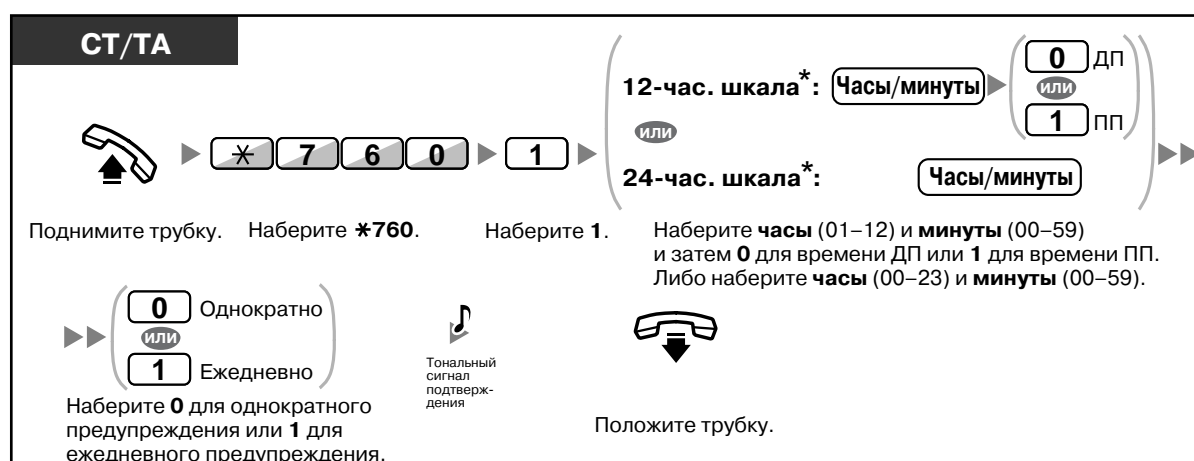 СТ/ТА
0 ДП
12-час. шкала*: Часы/минуты
или
1 ПП
или
* 7 6 0
1
24-час. шкала*: Часы/минуты
Поднимите трубку.
Наберите *760.
Наберите 1.
Наберите часы (01–12) и минуты (00–59)
и затем 0 для времени ДП или 1 для времени ПП.
Либо наберите часы (00–23) и минуты (00–59).
0 Однократно
или
1 Ежедневно
Тональный
сигнал
подтверж-
дения
Наберите 0 для однократного
предупреждения или 1 для
ежедневного предупреждения.
Положите трубку.